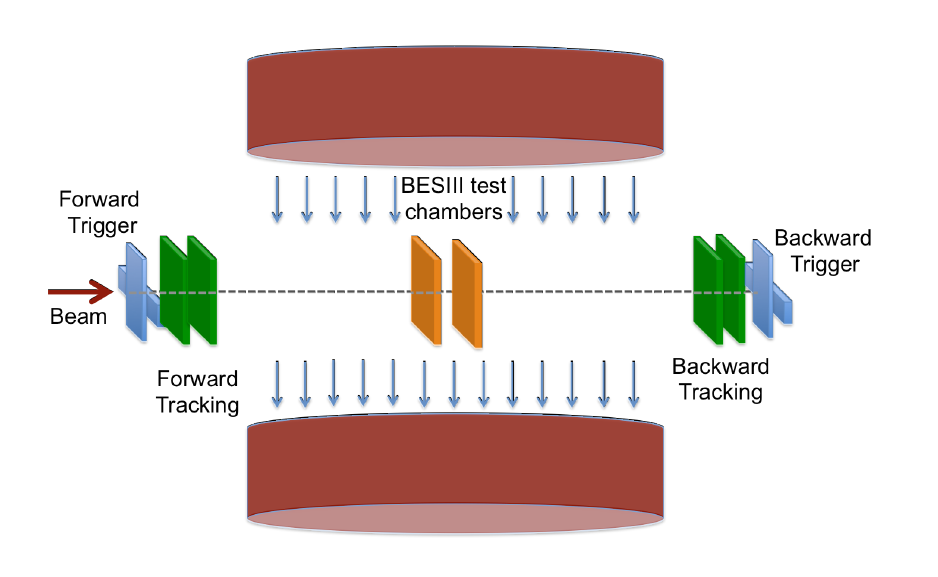 BESIII test
chambers
Forward
Trigger
Backward
Trigger
Beam
Forward
Tracking
Backward
Tracking